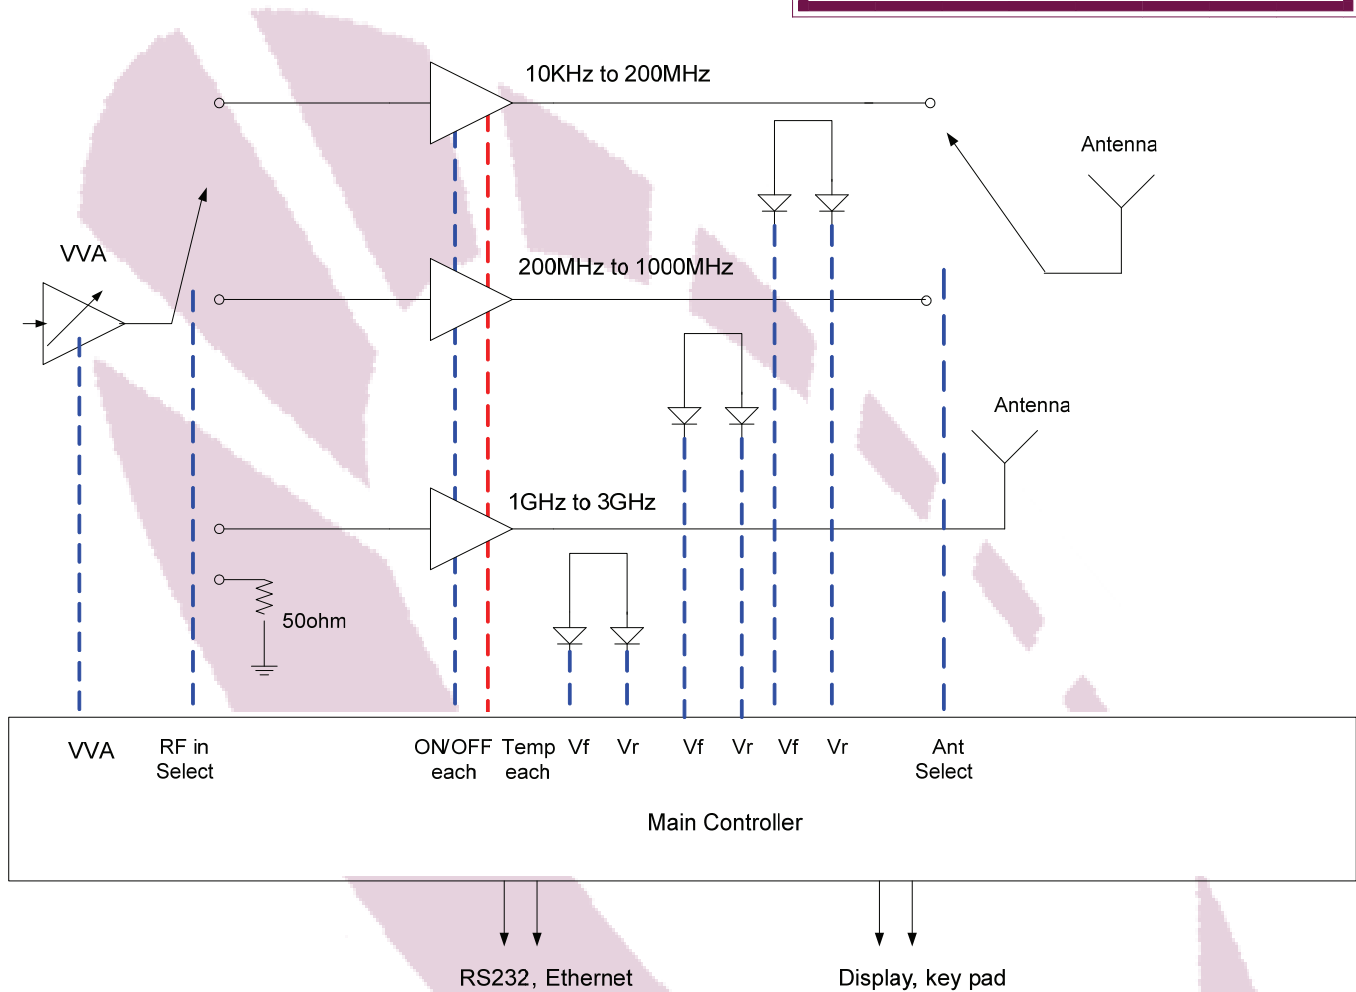 10KHz to 200MHz
Antenna
VVA
200MHz to 1000MHz
Antenna
1GHz to 3GHz
50ohm
VVA
RF in
Select
ON/OFF
each
Temp
each
Vf
Vr
Vf
Vr
Vf
Vr
Ant
Select
Main Controller
RS232, Ethernet
Display, key pad